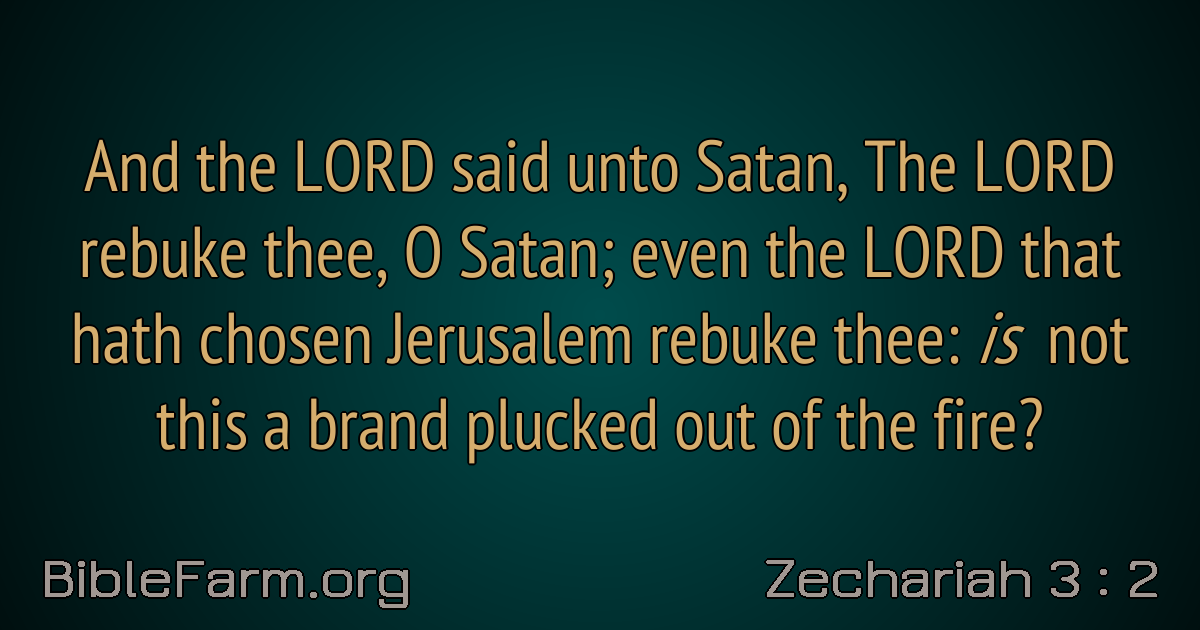 And the LORD said unto Satan, The LORD
rebuke thee, O Satan; even the LORD that
hath chosen Jerusalem rebuke thee: is not
this a brand plucked out of the fire?
BibleFarm.org
Zechariah 3 : 2